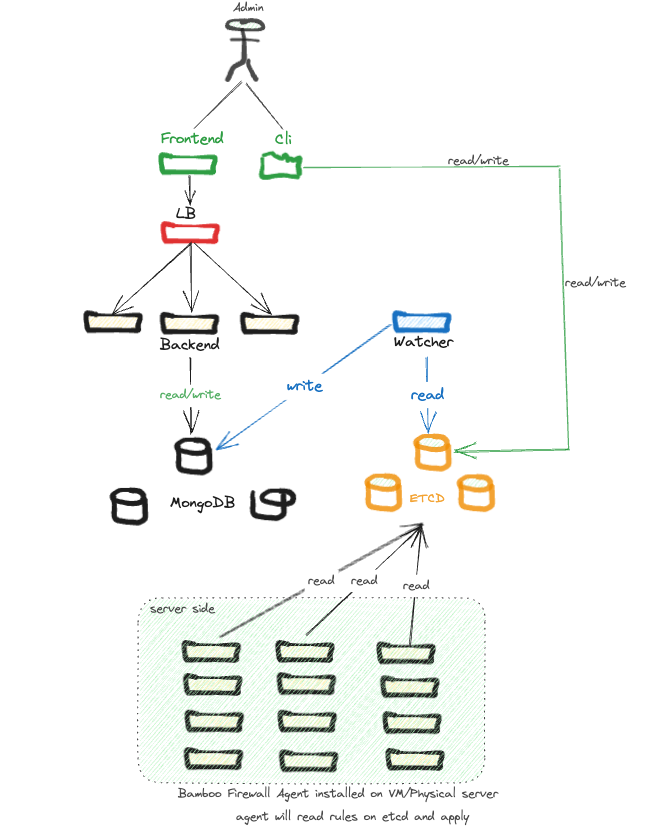 Admin
Frontend
Cli
read/write
LB
read/write
Backend
Watcher
write
read/write
read
MongoDB
ETCD
read
read
read
server side
Bamboo Firewall Agent installed on VM/Physical server
agent will read rules on etcd and apply